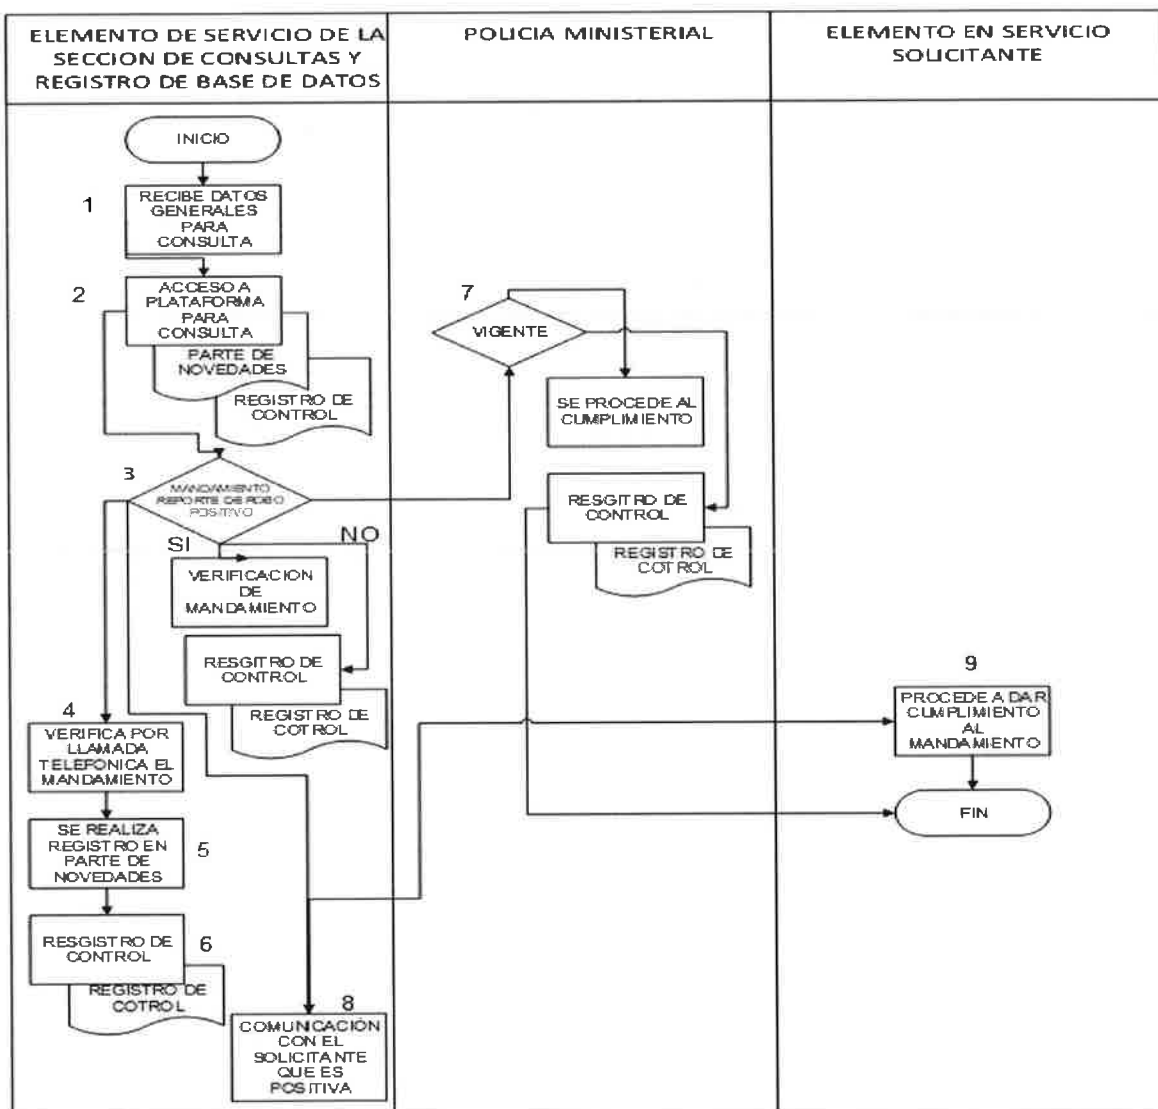 ELEMENTO DE SERVICIO DE LA
SECCION DE CONSULTAS Y
REGISTRO DE BASE DE DATOS
POLICIA MINISTERIAL
ELEMENTO EN SERVICIO
SOLICITANTE
INICIO
1
RECIBE DATOS
GENERALES
PARA
CONSULTA
2
ACCESO A
PLATAFORMA
PARA
CONSULTA
PARTE DE
NOVEDADES
REGISTRO DE
CONTROL
3
MANDAMIENTO
REPORTE DE ROBO
POSITIVO
SI
NO
VERIFICACION
DE
MANDAMIENTO
RESGITRO DE
CONTROL
REGISTRO DE
COTROL
4
VERIFICA POR
LLAMADA
TELEFONICA EL
MANDAMIENTO
SE REALIZA
REGISTRO EN
PARTE DE
NOVEDADES
5
RESGISTRO DE
CONTROL
6
REGISTRO DE
COTROL
8
COMUNICACIÓN
CON EL
SOLICITANTE
QUE ES
POSITIVA
7
VIGENTE
SE PROCEDE AL
CUMPLIMIENTO
RESGITRO DE
CONTROL
REGISTRO DE
COTROL
9
PROCEDE A DAR
CUMPLIMIENTO
AL
MANDAMIENTO
FIN